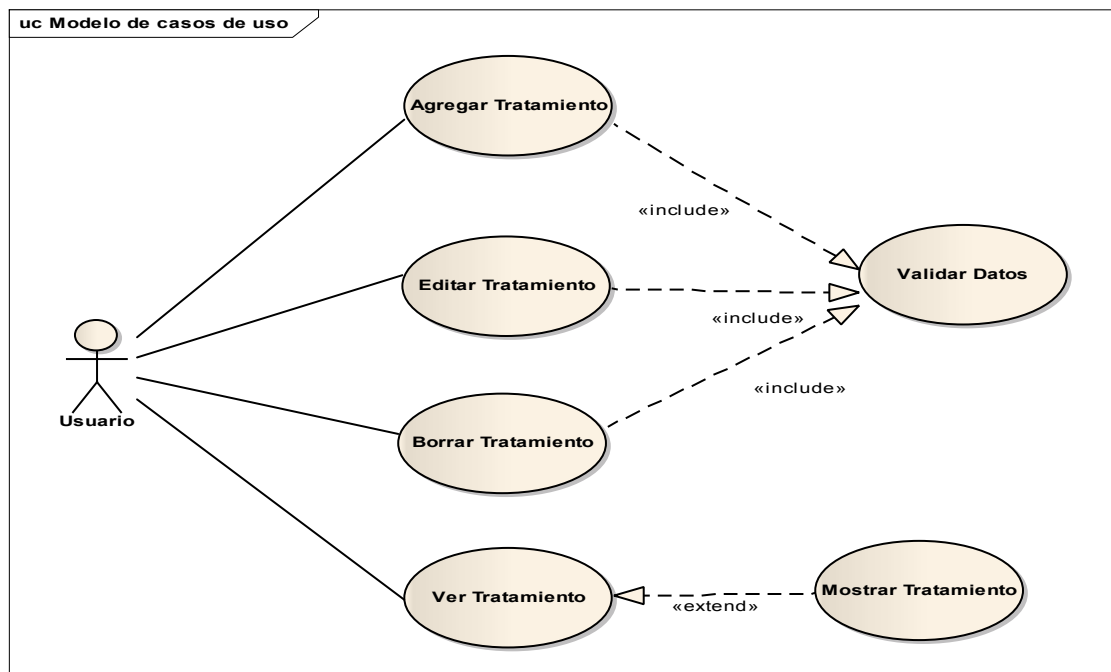 uc Modelo de casos de uso
Agregar Tratamiento
«include»
Validar Datos
Editar Tratamiento
«include»
«include»
Usuario
Borrar Tratamiento
Ver Tratamiento
«extend»
Mostrar Tratamiento